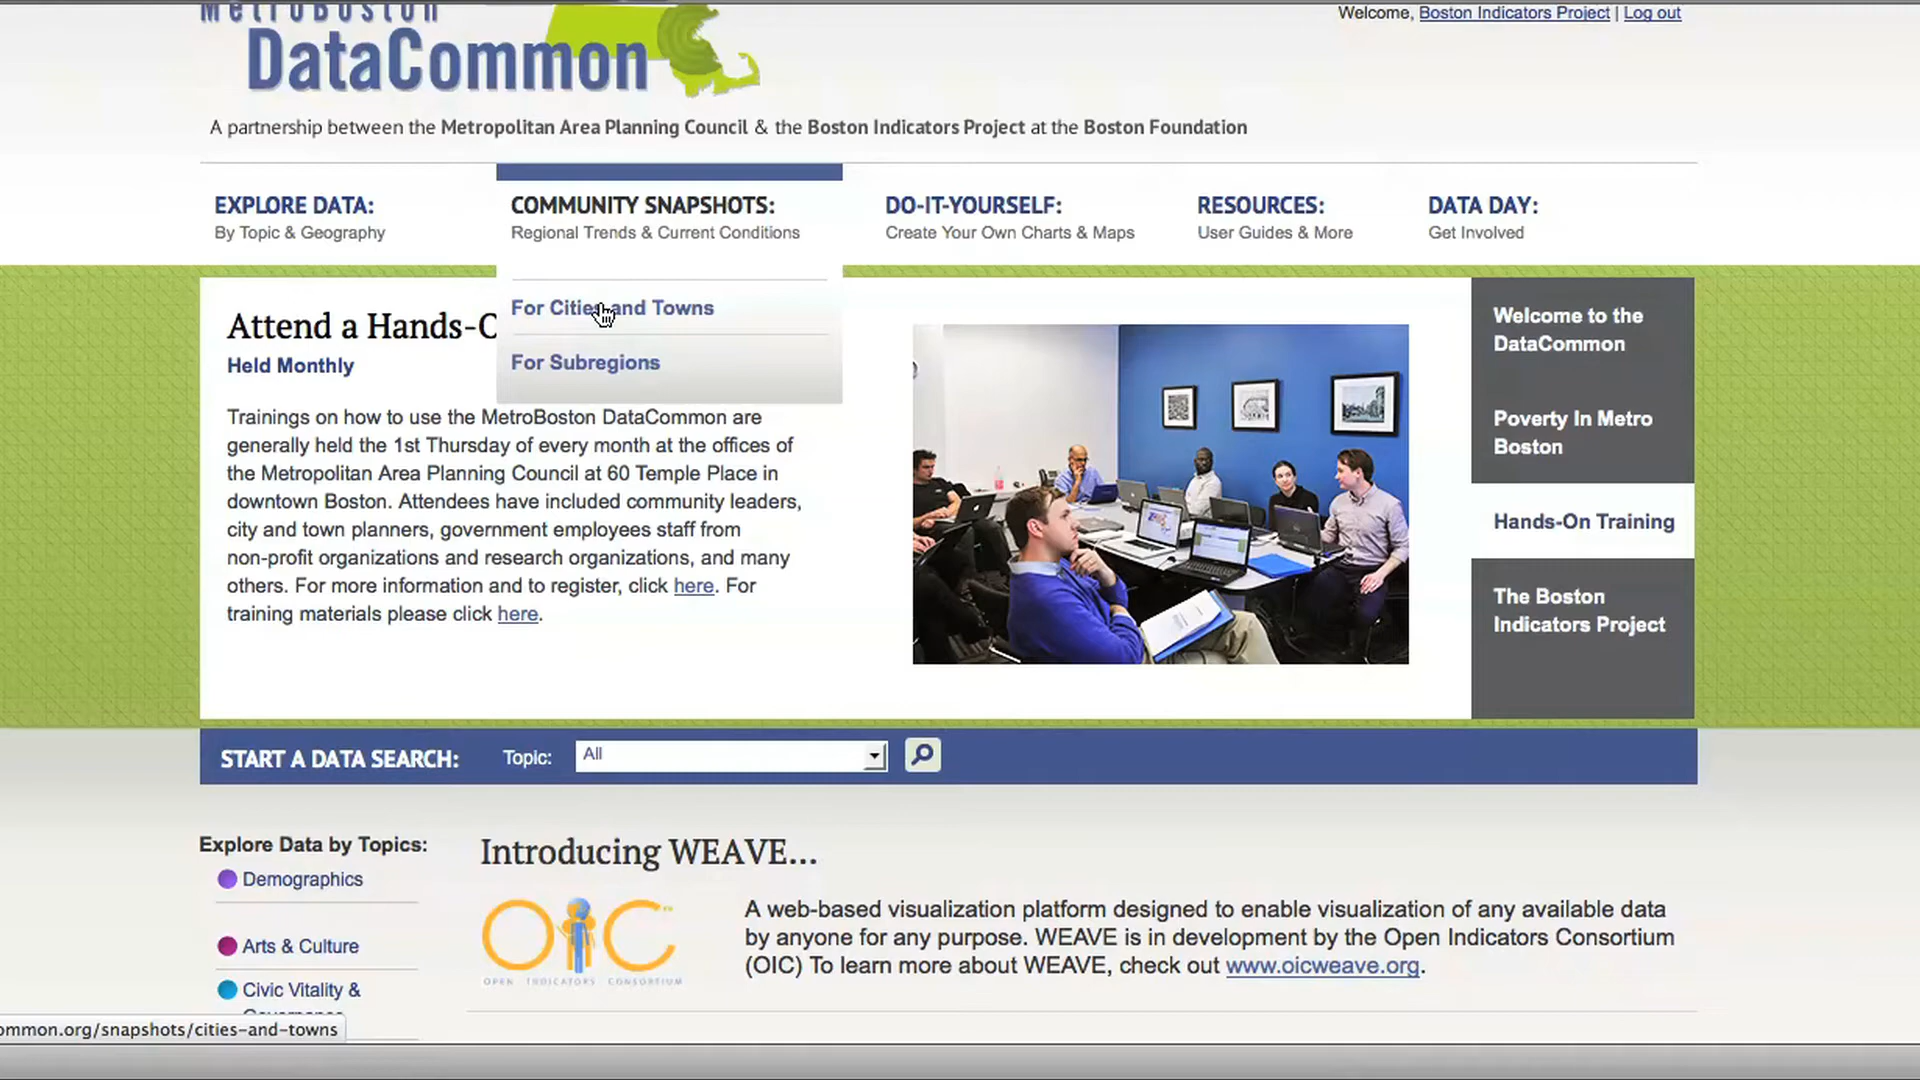 MetroBoston
DataCommon
Welcome, Boston Indicators Project | Log out
A partnership between the Metropolitan Area Planning Council & the Boston Indicators Project at the Boston Foundation
EXPLORE DATA:
By Topic & Geography
COMMUNITY SNAPSHOTS:
Regional Trends & Current Conditions
DO-IT-YOURSELF:
Create Your Own Charts & Maps
RESOURCES:
User Guides & More
DATA DAY:
Get Involved
For Cities and Towns
For Subregions
Attend a Hands-
Held Monthly
Trainings on how to use the MetroBoston DataCommon are
generally held the 1st Thursday of every month at the offices of
the Metropolitan Area Planning Council at 60 Temple Place in
downtown Boston. Attendees have included community leaders,
city and town planners, government employees staff from
non-profit organizations and research organizations, and many
others. For more information and to register, click here. For
training materials please click here.
Welcome to the
DataCommon
Poverty In Metro
Boston
Hands-On Training
The Boston
Indicators Project
START A DATA SEARCH:
Topic:
All
Explore Data by Topics:
Demographics
Arts & Culture
Civic Vitality &
Introducing WEAVE...
OIC
OPEN INDICATORS CONSORTIUM
A web-based visualization platform designed to enable visualization of any available data
by anyone for any purpose. WEAVE is in development by the Open Indicators Consortium
(OIC) To learn more about WEAVE, check out www.oicweave.org.
ommon.org/snapshots/cities-and-towns